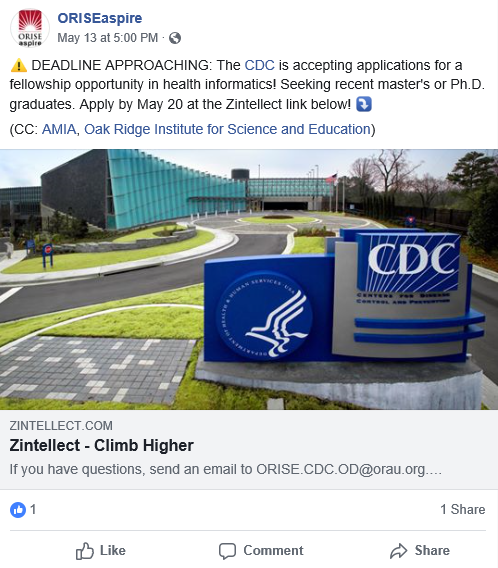 ORISE
aspire
ORISEaspire
May 13 at 5:00 PM ·
DEADLINE APPROACHING: The CDC is accepting applications for a
fellowship opportunity in health informatics! Seeking recent master's or Ph.D.
graduates. Apply by May 20 at the Zintellect link below!
(CC: AMIA, Oak Ridge Institute for Science and Education)
DEPARTMENT OF HEALTH & HUMAN SERVICES · USA
CDC
CENTERS FOR DISEASE
CONTROL AND PREVENTION
ZINTELLECT.COM
Zintellect - Climb Higher
If you have questions, send an email to ORISE.CDC.OD@orau.org.…
1
1 Share
Like
Comment
Share